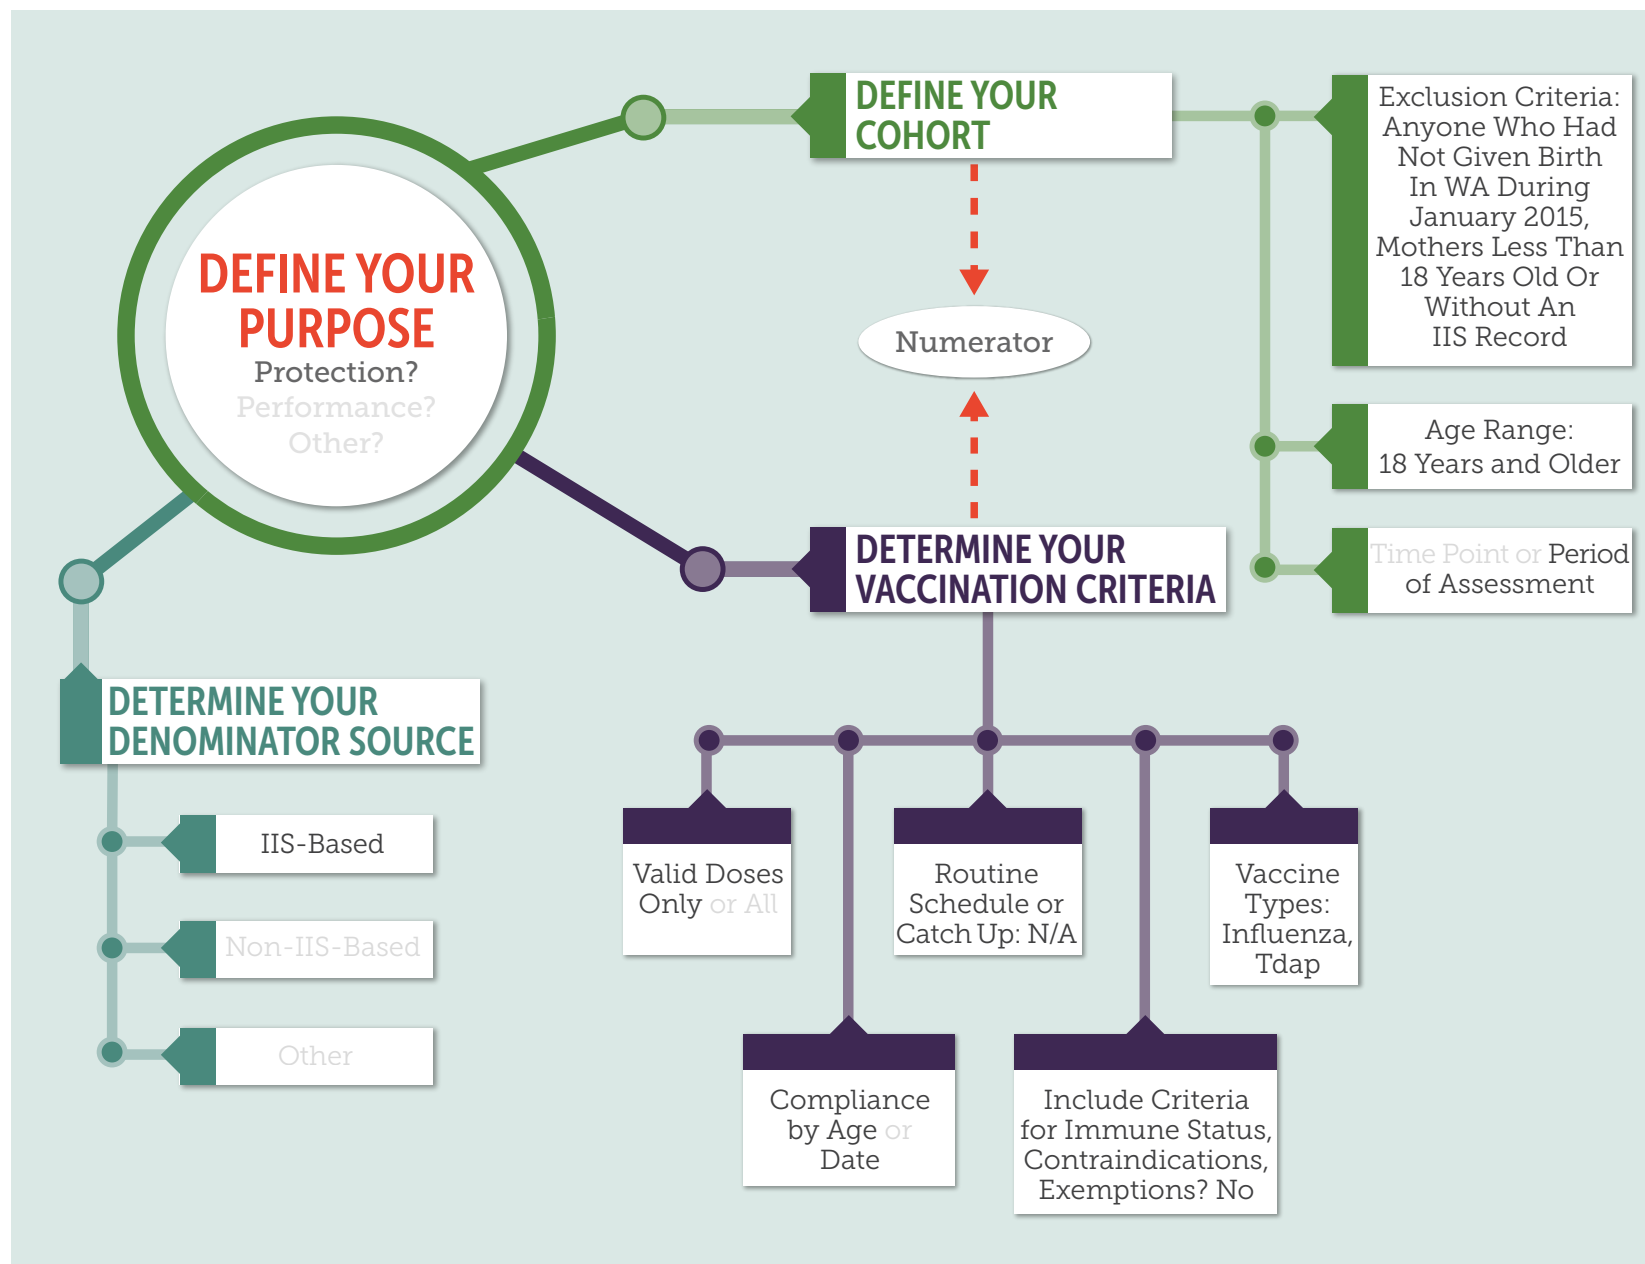 DEFINE YOUR
PURPOSE
Protection?
Performance?
Other?
DEFINE YOUR
COHORT
Exclusion Criteria:
Anyone Who Had
Not Given Birth
In WA During
January 2015,
Mothers Less Than
18 Years Old Or
Without An
IIS Record
Age Range:
18 Years and Older
Time Point or Period
of Assessment
Numerator
DETERMINE YOUR
VACCINATION CRITERIA
Valid Doses
Only or All
Compliance
by Age or
Date
Routine
Schedule or
Catch Up: N/A
Include Criteria
for Immune Status,
Contraindications,
Exemptions? No
Vaccine
Types:
Influenza,
Tdap
DETERMINE YOUR
DENOMINATOR SOURCE
IIS-Based
Non-IIS-Based
Other